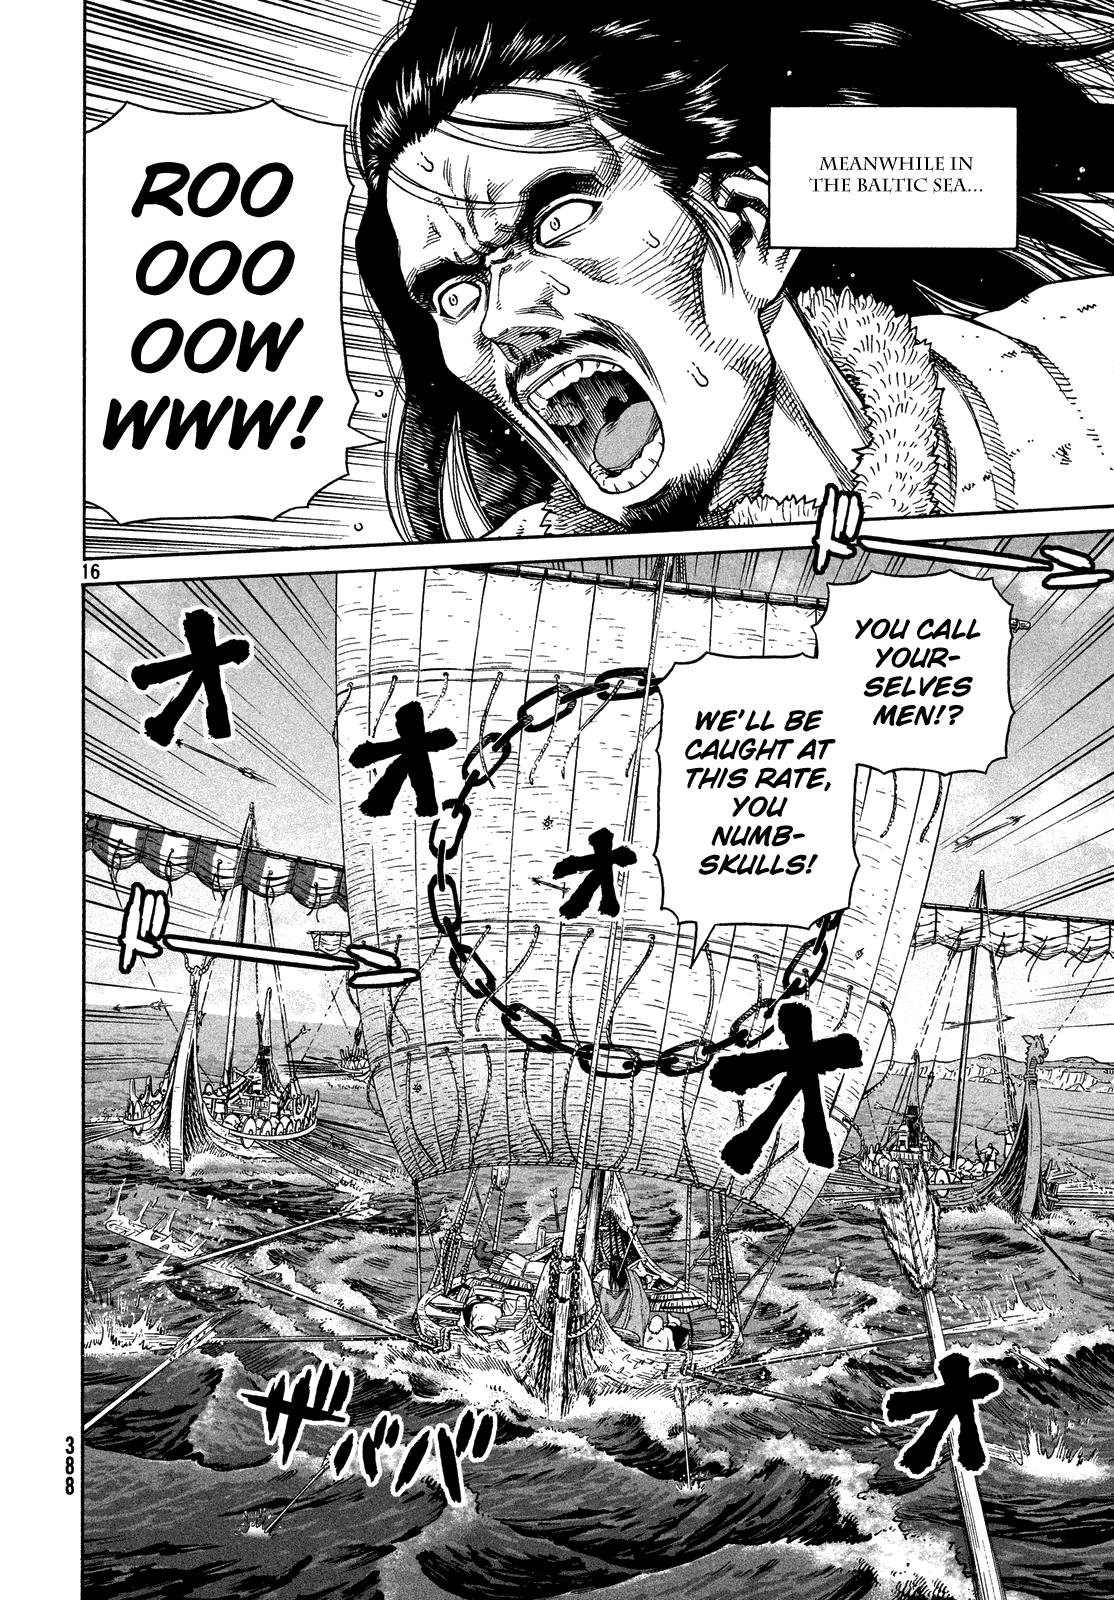 MEANWHILE IN
THE BALTIC SEA...
ROO
OOO
OOW
WWW!
16
YOU CALL
YOUR-
SELVES
MEN!?
WE'LL BE
CAUGHT AT
THIS RATE,
YOU
NUMB-
SKULLS!
オ
オ
オ
オ
オ
ザババ
388